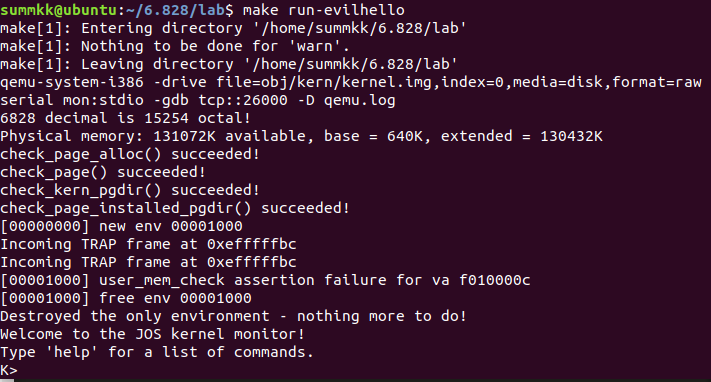 summkk@ubuntu:~/6.828/lab$ make run-evilhello
make[1]: Entering directory '/home/summkk/6.828/lab'
make[1]: Nothing to be done for 'warn'.
make[1]: Leaving directory '/home/summkk/6.828/lab'
qemu-system-i386 -drive file=obj/kern/kernel.img,index=0,media=disk,format=raw
serial mon:stdio -gdb tcp::26000 -D qemu.log
6828 decimal is 15254 octal!
Physical memory: 131072K available, base = 640K, extended = 130432K
check_page_alloc() succeeded!
check_page() succeeded!
check_kern_pgdir() succeeded!
check_page_installed_pgdir() succeeded!
[00000000] new env 00001000
Incoming TRAP frame at 0xefffffbc
Incoming TRAP frame at 0xefffffbc
[00001000] user_mem_check assertion failure for va f010000c
[00001000] free env 00001000
Destroyed the only environment - nothing more to do!
Welcome to the JOS kernel monitor!
Type 'help' for a list of commands.
K>